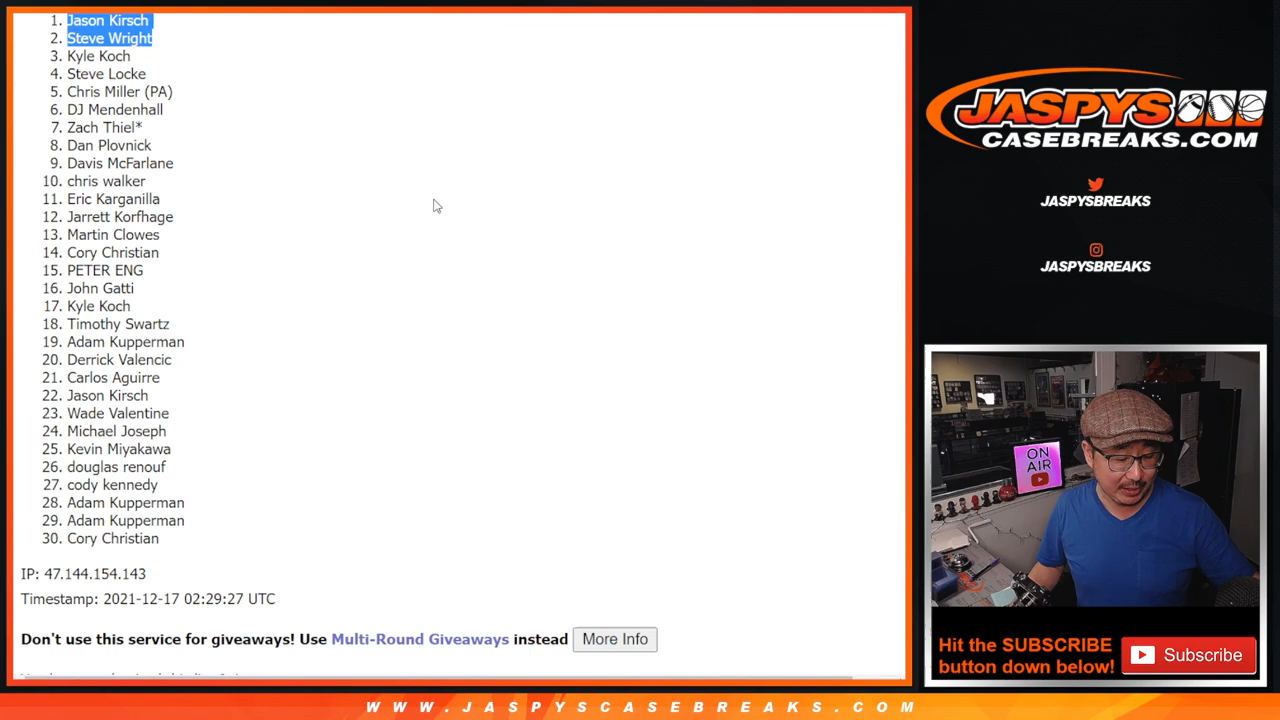 1. Jason Kirsch
2. Steve Wright
3. Kyle Koch
4. Steve Locke
5. Chris Miller (PA)
6. DJ Mendenhall
7. Zach Thiel*
8. Dan Plovnick
9. Davis McFarlane
10. chris walker
11. Eric Karganilla
12. Jarrett Korfhage
13. Martin Clowes
14. Cory Christian
15. PETER ENG
16. John Gatti
17. Kyle Koch
18. Timothy Swartz
19. Adam Kupperman
20. Derrick Valencic
21. Carlos Aguirre
22. Jason Kirsch
23. Wade Valentine
24. Michael Joseph
25. Kevin Miyakawa
26. douglas renouf
27. cody kennedy
28. Adam Kupperman
29. Adam Kupperman
30. Cory Christian
IP: 47.144.154.143
Timestamp: 2021-12-17 02:29:27 UTC
Don't use this service for giveaways! Use Multi-Round Giveaways instead More Info
JASPYS
CASEBREAKS.COM
JASPYSBREAKS
JASPYSBREAKS
ON
AIR
Hit the SUBSCRIBE
button down below!
Subscribe
WWW.JASPYSCASEBREAKS.COM